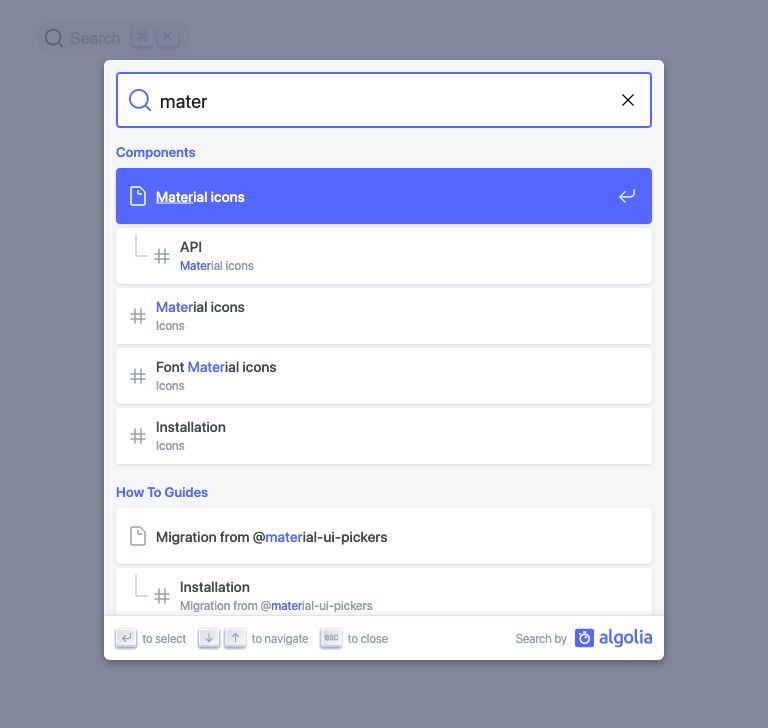 Search ⌘ K
mater
Components
Material icons
API
Material icons
Material icons
Icons
Font Material icons
Icons
Installation
Icons
How To Guides
Migration from @material-ui-pickers
Installation
Migration from @material-ui-pickers
to select to navigate esc to close Search by algolia